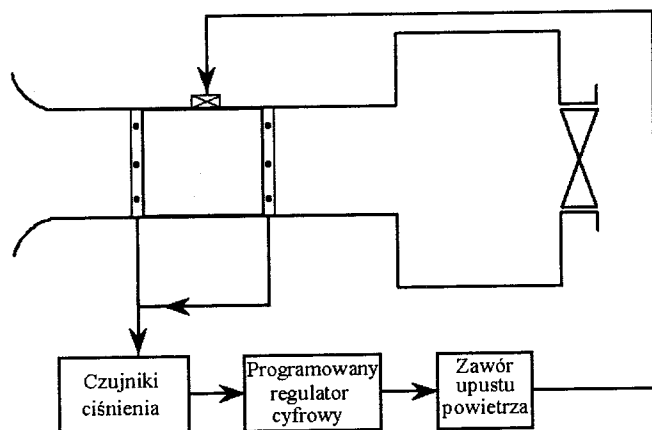 Czujniki
ciśnienia
Programowany
regulator
cyfrowy
Zawór
upustu
powietrza